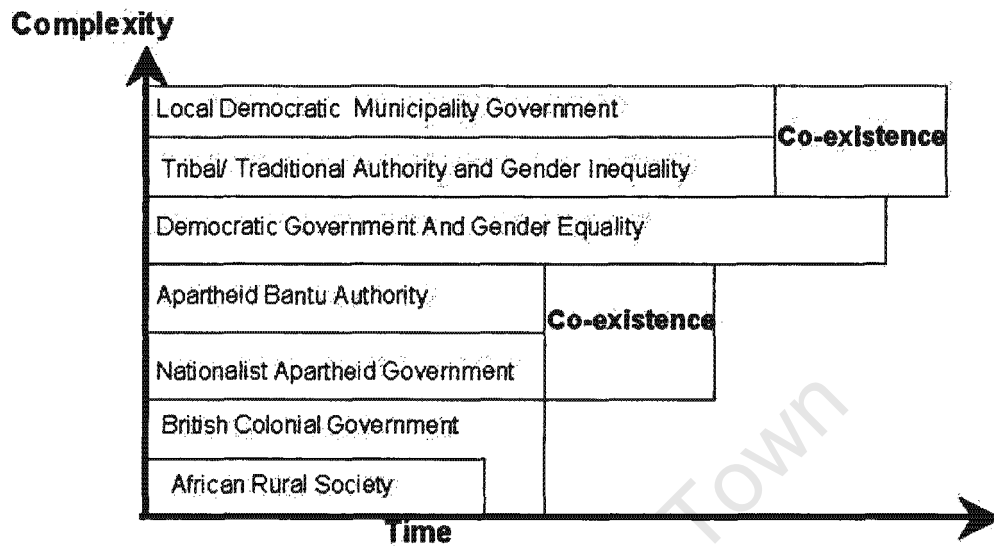 Complexity
Local Democratic Municipality Government
Co-existence
Tribal/ Traditional Authority and Gender Inequality
Democratic Government And Gender Equality
Apartheid Bantu Authority
Co-existence
Nationalist Apartheid Government
British Colonial Government
African Rural Society
Time
Town